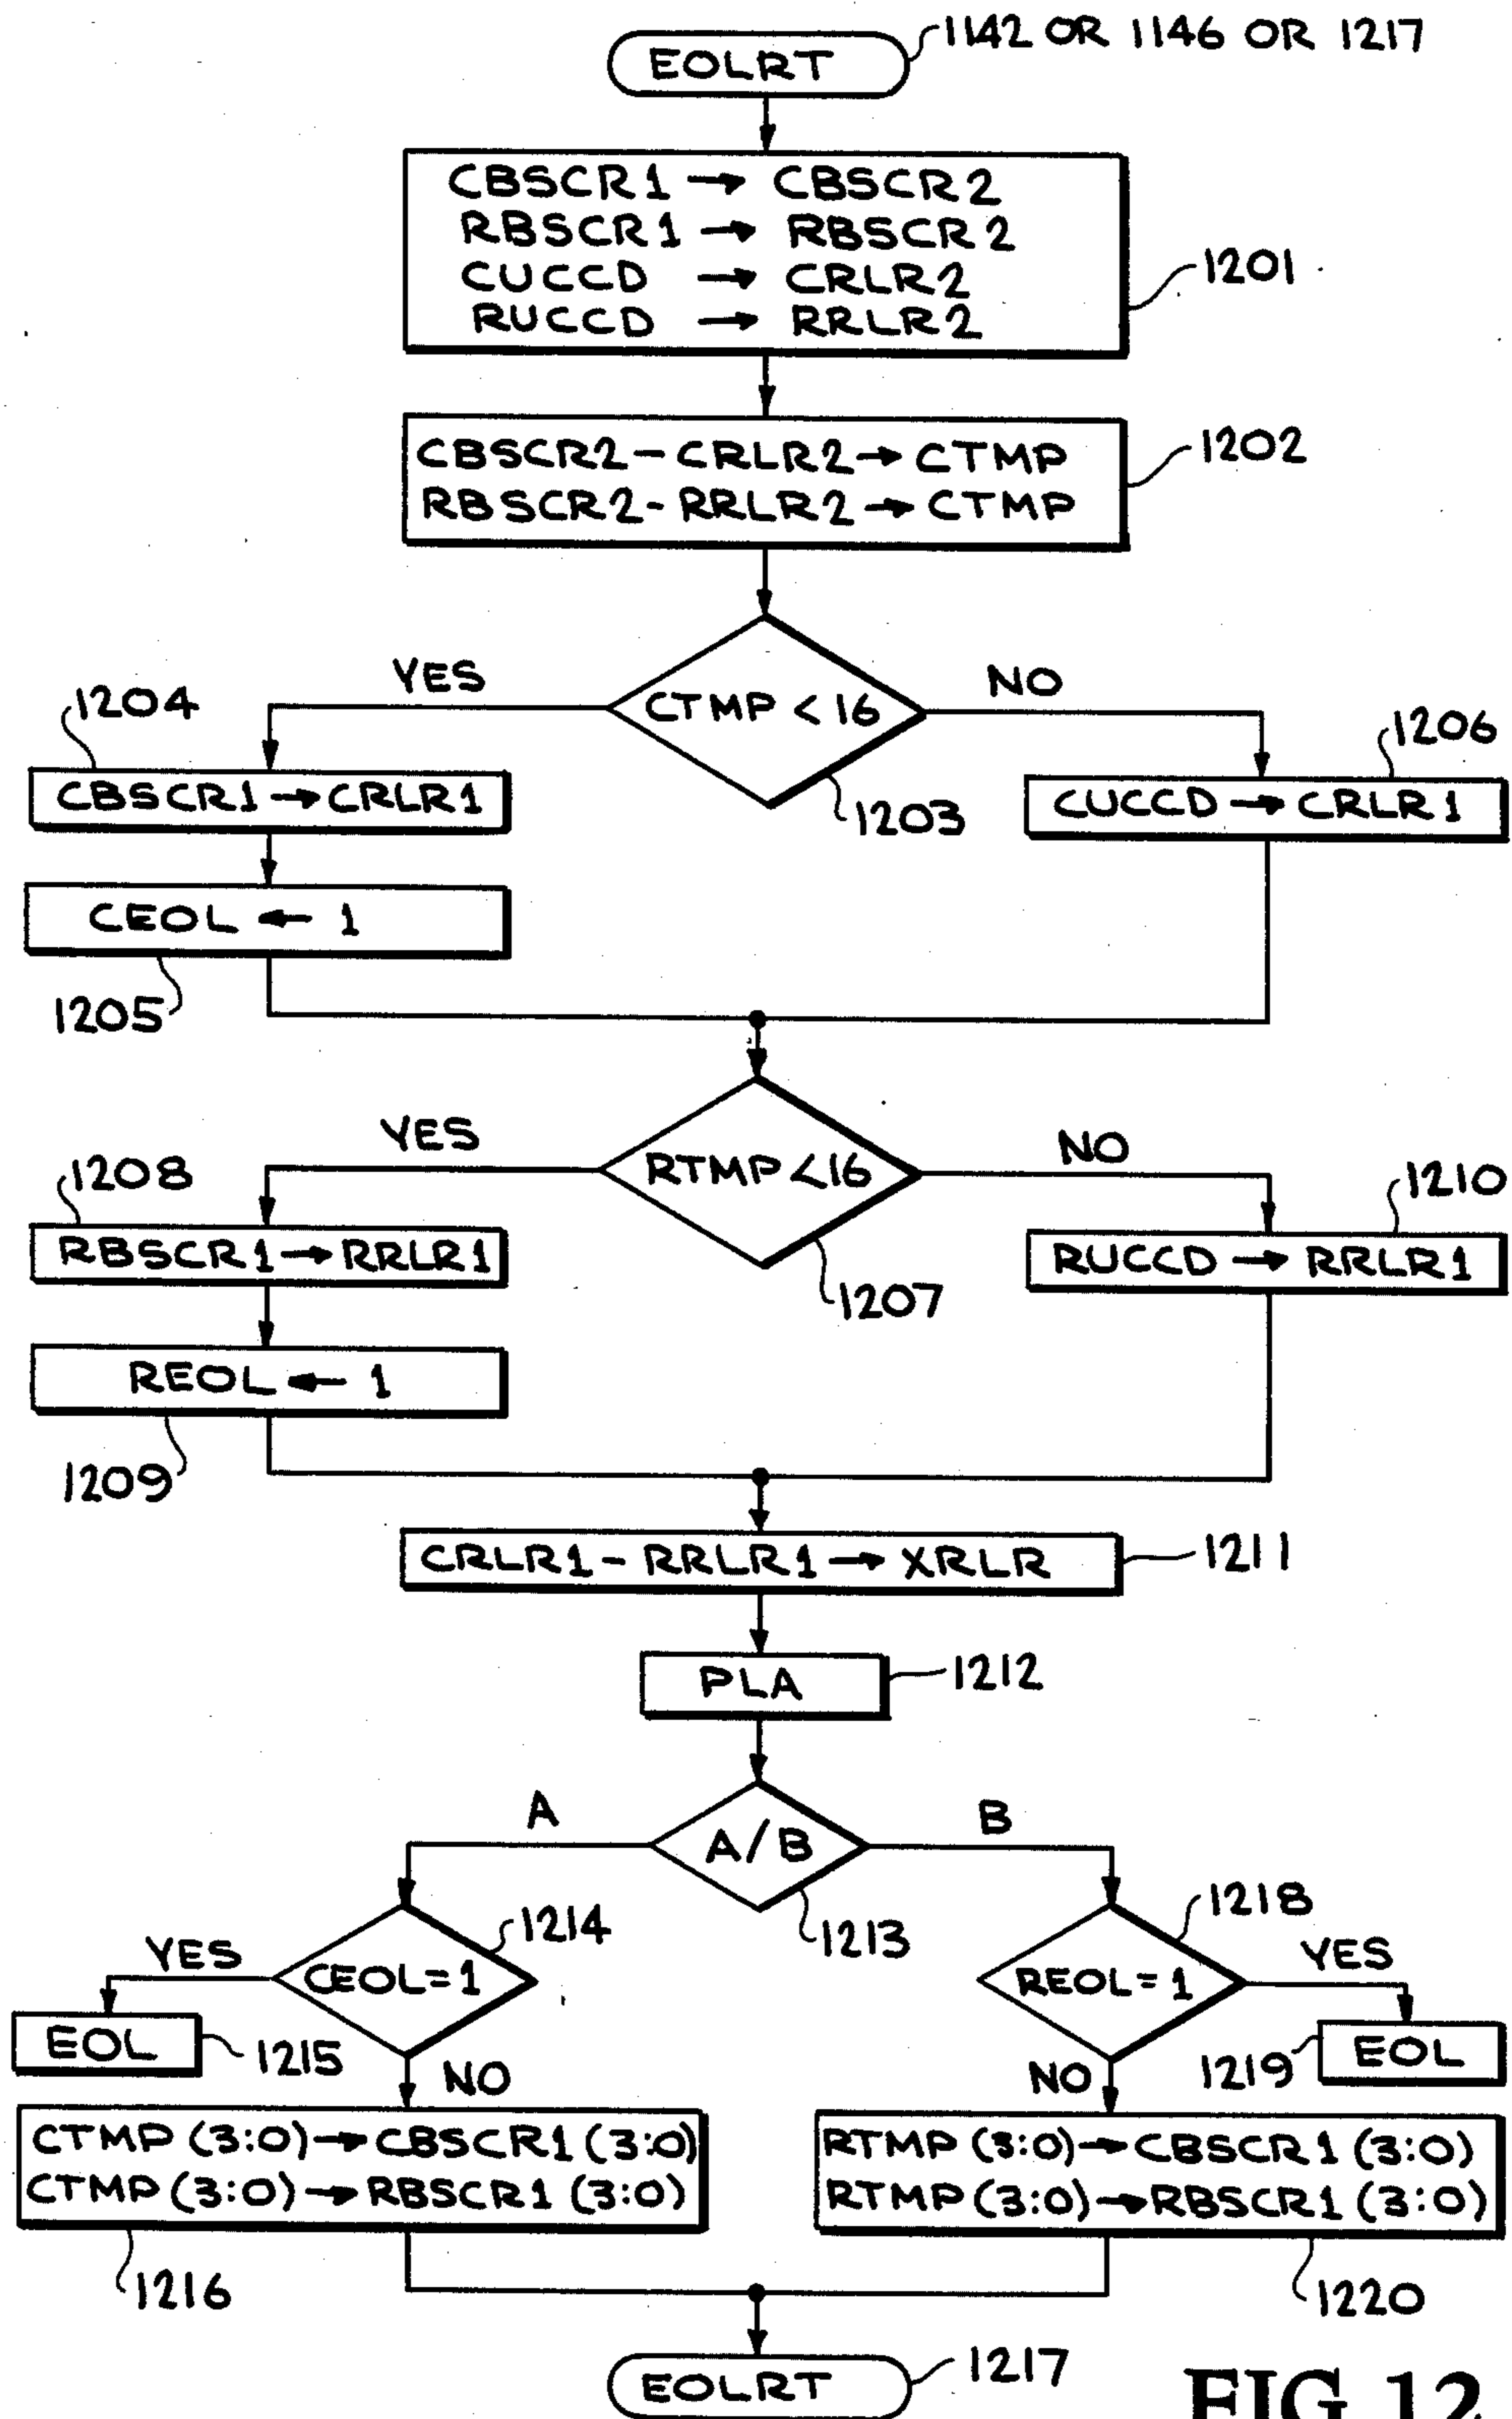 EOLRT
1142 OR 1146 OR 1217
CBSCR1 → CBSCR2
RBSCR1 → RBSCR2
CUCCD → CRLR2
RUCCD → RRLR2
1201
CBSCR2 - CRLR2 → CTMP
RBSCR2 - RRLR2 → CTMP
1202
YES
CTMP < 16
NO
1203
1204
CBSCR1 → CRLR1
1206
CUCCD → CRLR1
CEOL ← 1
1205
YES
RTMP < 16
NO
1207
1208
RBSCR1 → RRLR1
1210
RUCCD → RRLR1
REOL ← 1
1209
CRLR1 - RRLR1 → XRLR
1211
PLA
1212
A
A/B
B
1213
1214
YES
CEOL = 1
1218
REOL = 1
YES
EOL
1215
NO
NO
1219
EOL
CTMP (3:0) → CBSCR1 (3:0)
CTMP (3:0) → RBSCR1 (3:0)
1216
RTMP (3:0) → CBSCR1 (3:0)
RTMP (3:0) → RBSCR1 (3:0)
1220
EOLRT
1217
FIG 12